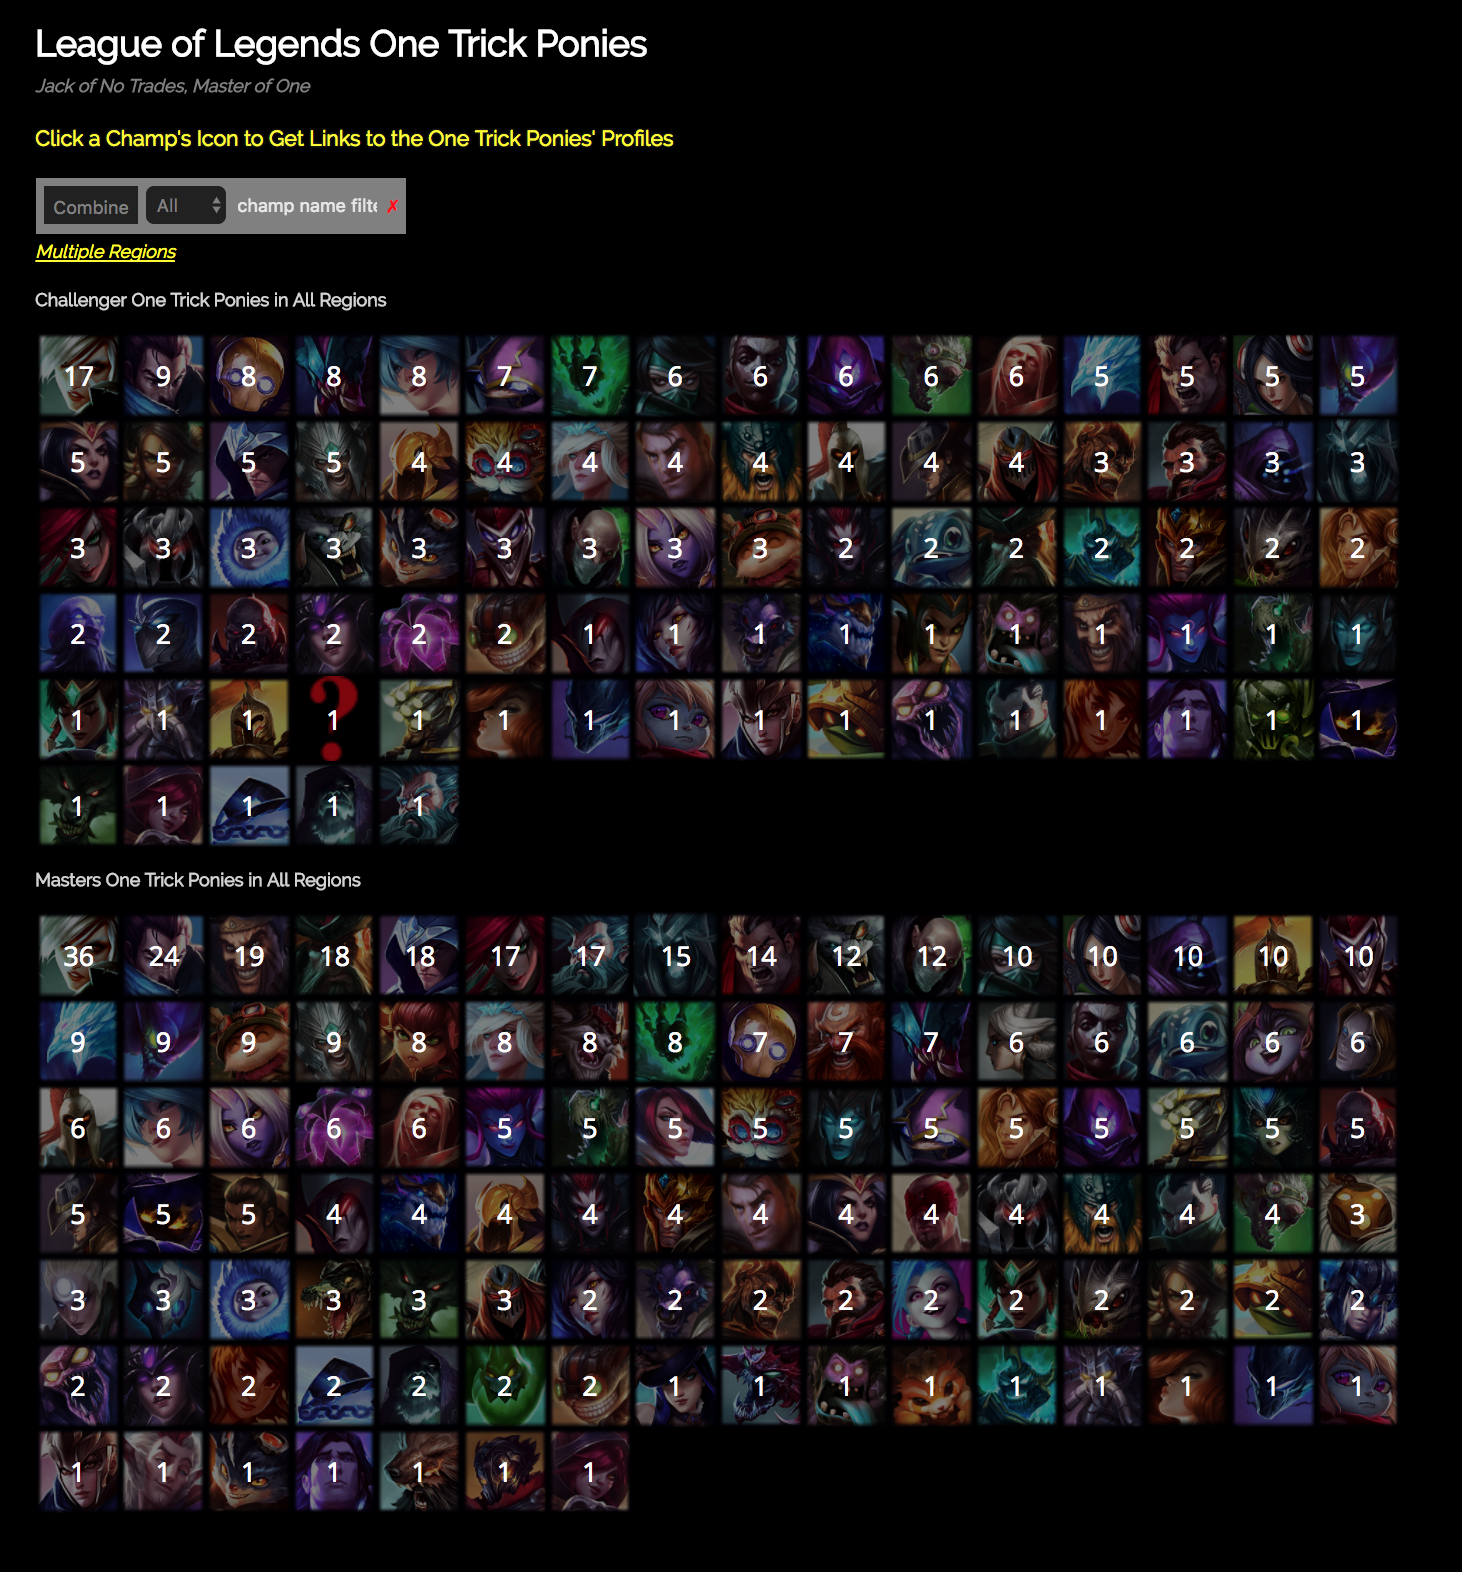 League of Legends One Trick Ponies
Jack of No Trades, Master of One
Click a Champ's Icon to Get Links to the One Trick Ponies' Profiles
Combine All champ name filte ✗
Multiple Regions
Challenger One Trick Ponies in All Regions
17 9 8 8 8 7 7 6 6 6 6 6 5 5 5 5
5 5 5 5 4 4 4 4 4 4 4 4 3 3 3 3
3 3 3 3 3 3 3 3 3 2 2 2 2 2 2 2
2 2 2 2 2 2 1 1 1 1 1 1 1 1 1 1
1 1 1 1 1 1 1 1 1 1 1 1 1 1 1 1
1 1 1 1 1
Masters One Trick Ponies in All Regions
36 24 19 18 18 17 17 15 14 12 12 10 10 10 10 10
9 9 9 9 8 8 8 8 7 7 7 6 6 6 6 6
6 6 6 6 6 5 5 5 5 5 5 5 5 5 5 5
5 5 5 4 4 4 4 4 4 4 4 4 4 4 4 3
3 3 3 3 3 3 2 2 2 2 2 2 2 2 2 2
2 2 2 2 2 2 2 1 1 1 1 1 1 1 1 1
1 1 1 1 1 1 1